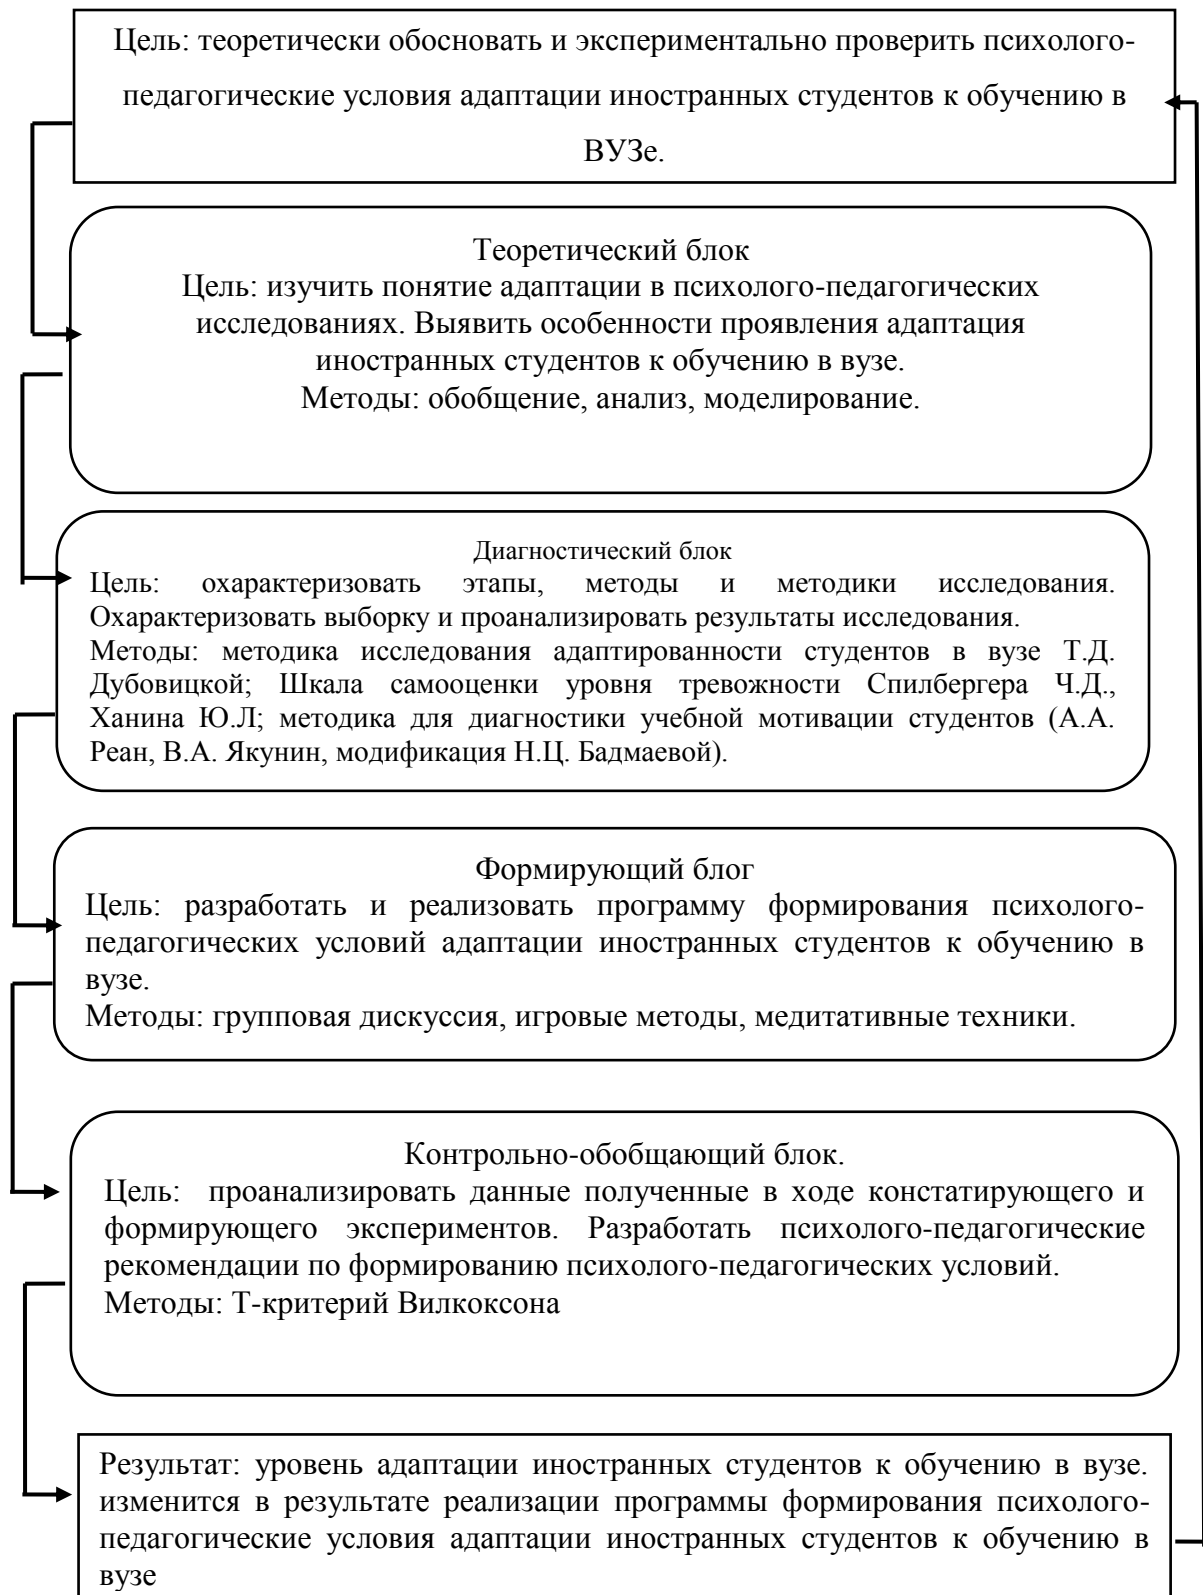 Цель: теоретически обосновать и экспериментально проверить психолого-
педагогические условия адаптации иностранных студентов к обучению в
ВУЗе.
Теоретический блок
Цель: изучить понятие адаптации в психолого-педагогических
исследованиях. Выявить особенности проявления адаптация
иностранных студентов к обучению в вузе.
Методы: обобщение, анализ, моделирование.
Диагностический блок
Цель: охарактеризовать этапы, методы и методики исследования.
Охарактеризовать выборку и проанализировать результаты исследования.
Методы: методика исследования адаптированности студентов в вузе Т.Д.
Дубовицкой; Шкала самооценки уровня тревожности Спилбергера Ч.Д.,
Ханина Ю.Л; методика для диагностики учебной мотивации студентов (А.А.
Реан, В.А. Якунин, модификация Н.Ц. Бадмаевой).
Формирующий блог
Цель: разработать и реализовать программу формирования психолого-
педагогических условий адаптации иностранных студентов к обучению в
вузе.
Методы: групповая дискуссия, игровые методы, медитативные техники.
Контрольно-обобщающий блок.
Цель: проанализировать данные полученные в ходе констатирующего и
формирующего экспериментов. Разработать психолого-педагогические
рекомендации по формированию психолого-педагогических условий.
Методы: Т-критерий Вилкоксона
Результат: уровень адаптации иностранных студентов к обучению в вузе.
изменится в результате реализации программы формирования психолого-
педагогические условия адаптации иностранных студентов к обучению в
вузе